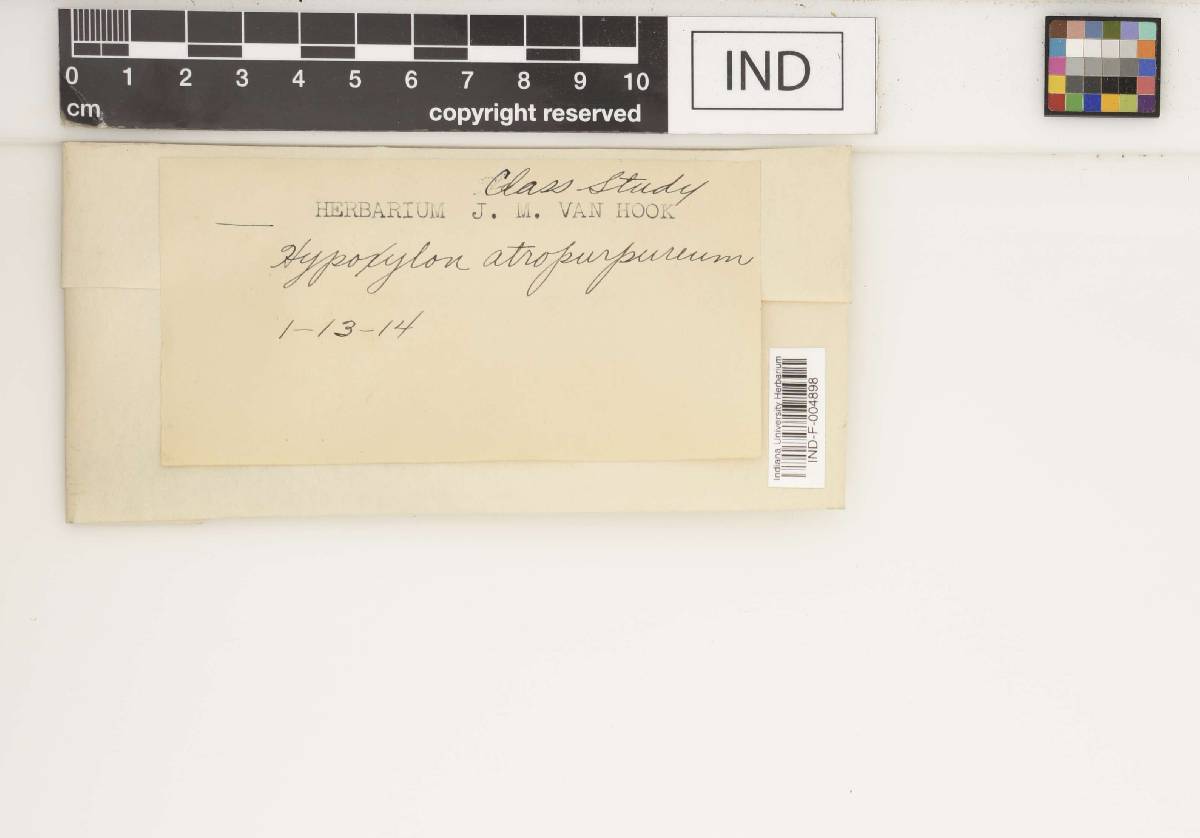 0 1 2 3 4 5 6 7 8 9 10
cm
copyright reserved
IND
Class Study
HERBARIUM J. M. VAN HOOK
Hypoxylon atropurpureum
1-13-14
Indiana University Herbarium
IND-F-004898